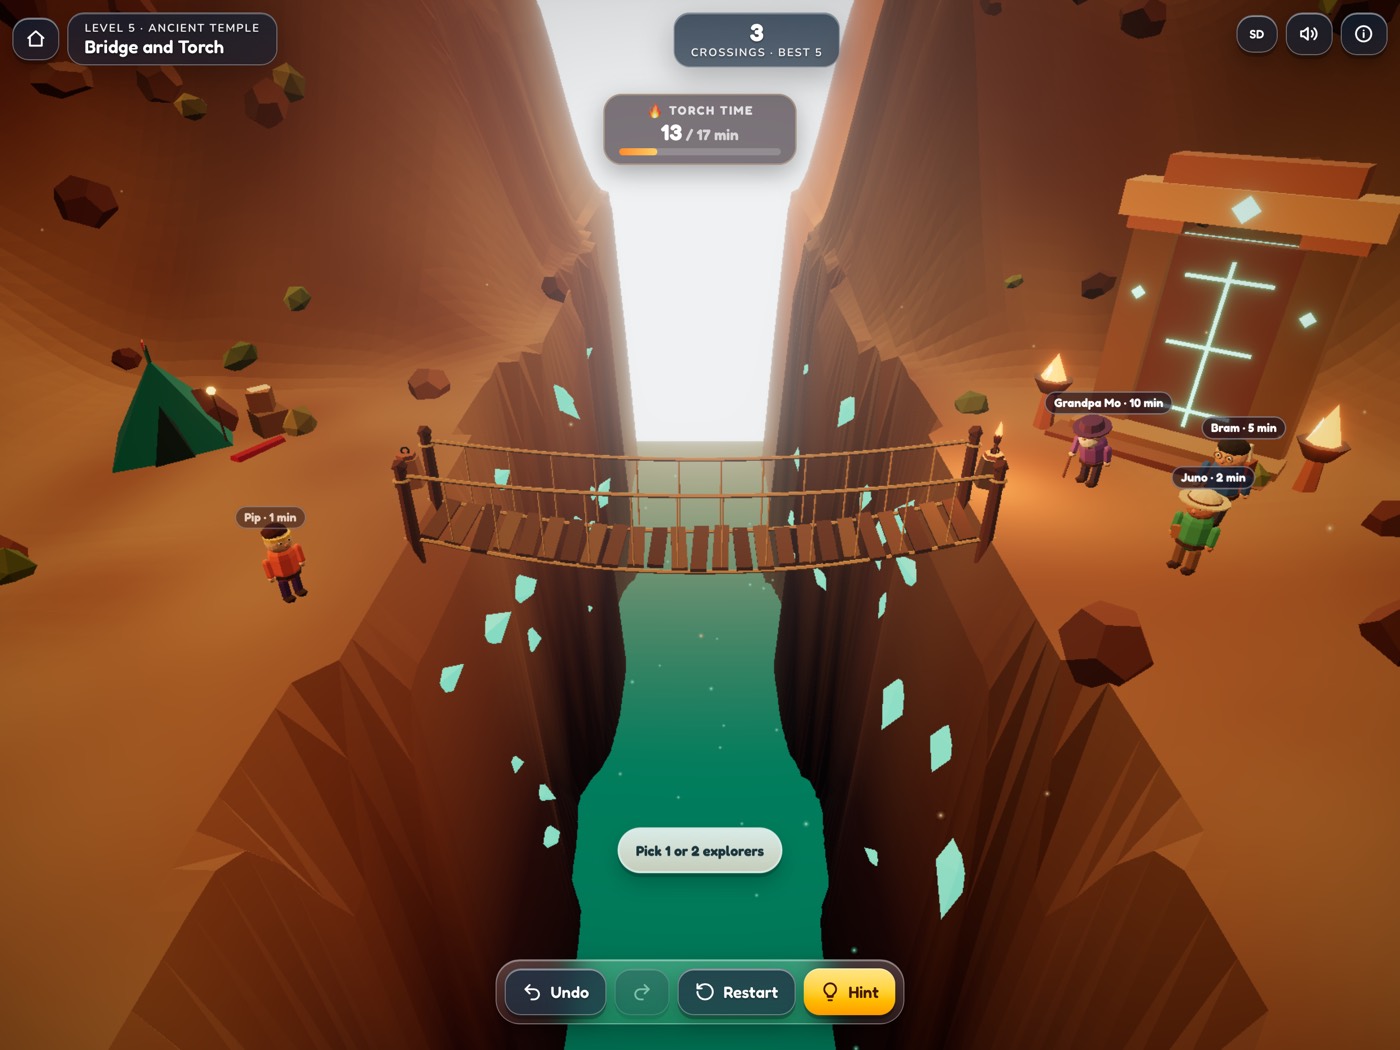 LEVEL 5 · ANCIENT TEMPLE
Bridge and Torch
3
CROSSINGS · BEST 5
SD
🔥 TORCH TIME
13 / 17 min
Grandpa Mo · 10 min
Bram · 5 min
Juno · 2 min
Pip · 1 min
Pick 1 or 2 explorers
Undo
Restart
Hint